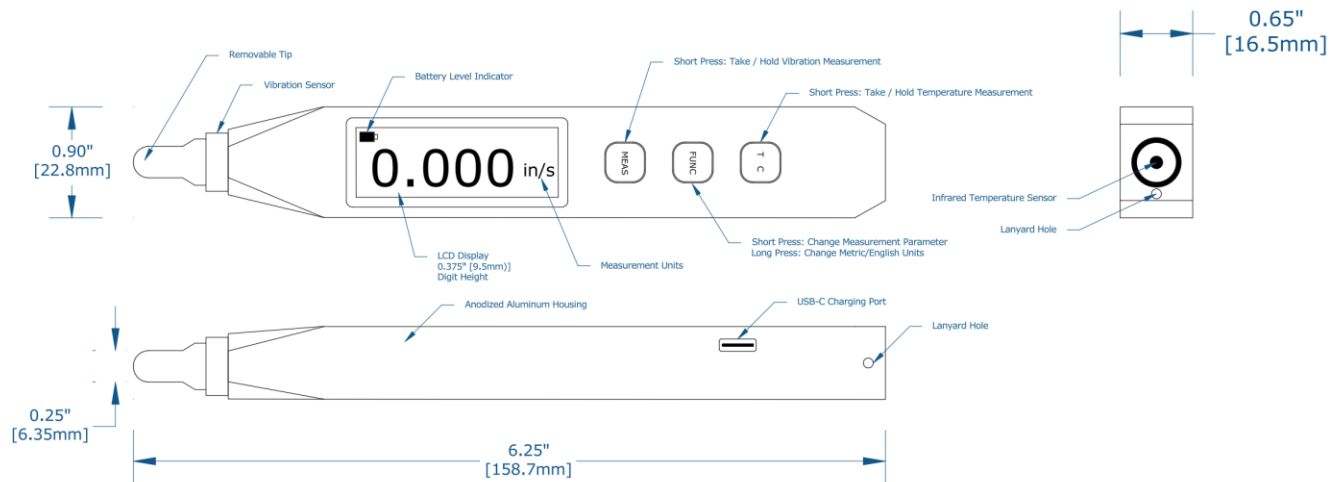 0.65"
[16.5mm]
Removable Tip
Vibration Sensor
Battery Level Indicator
Short Press: Take / Hold Vibration Measurement
Short Press: Take / Hold Temperature Measurement
0.90"
[22.8mm]
0.000 in/s
MEAS
FUNC
T C
Infrared Temperature Sensor
Lanyard Hole
LCD Display
0.375" [9.5mm)]
Digit Height
Measurement Units
Short Press: Change Measurement Parameter
Long Press: Change Metric/English Units
Anodized Aluminum Housing
USB-C Charging Port
Lanyard Hole
0.25"
[6.35mm]
6.25"
[158.7mm]